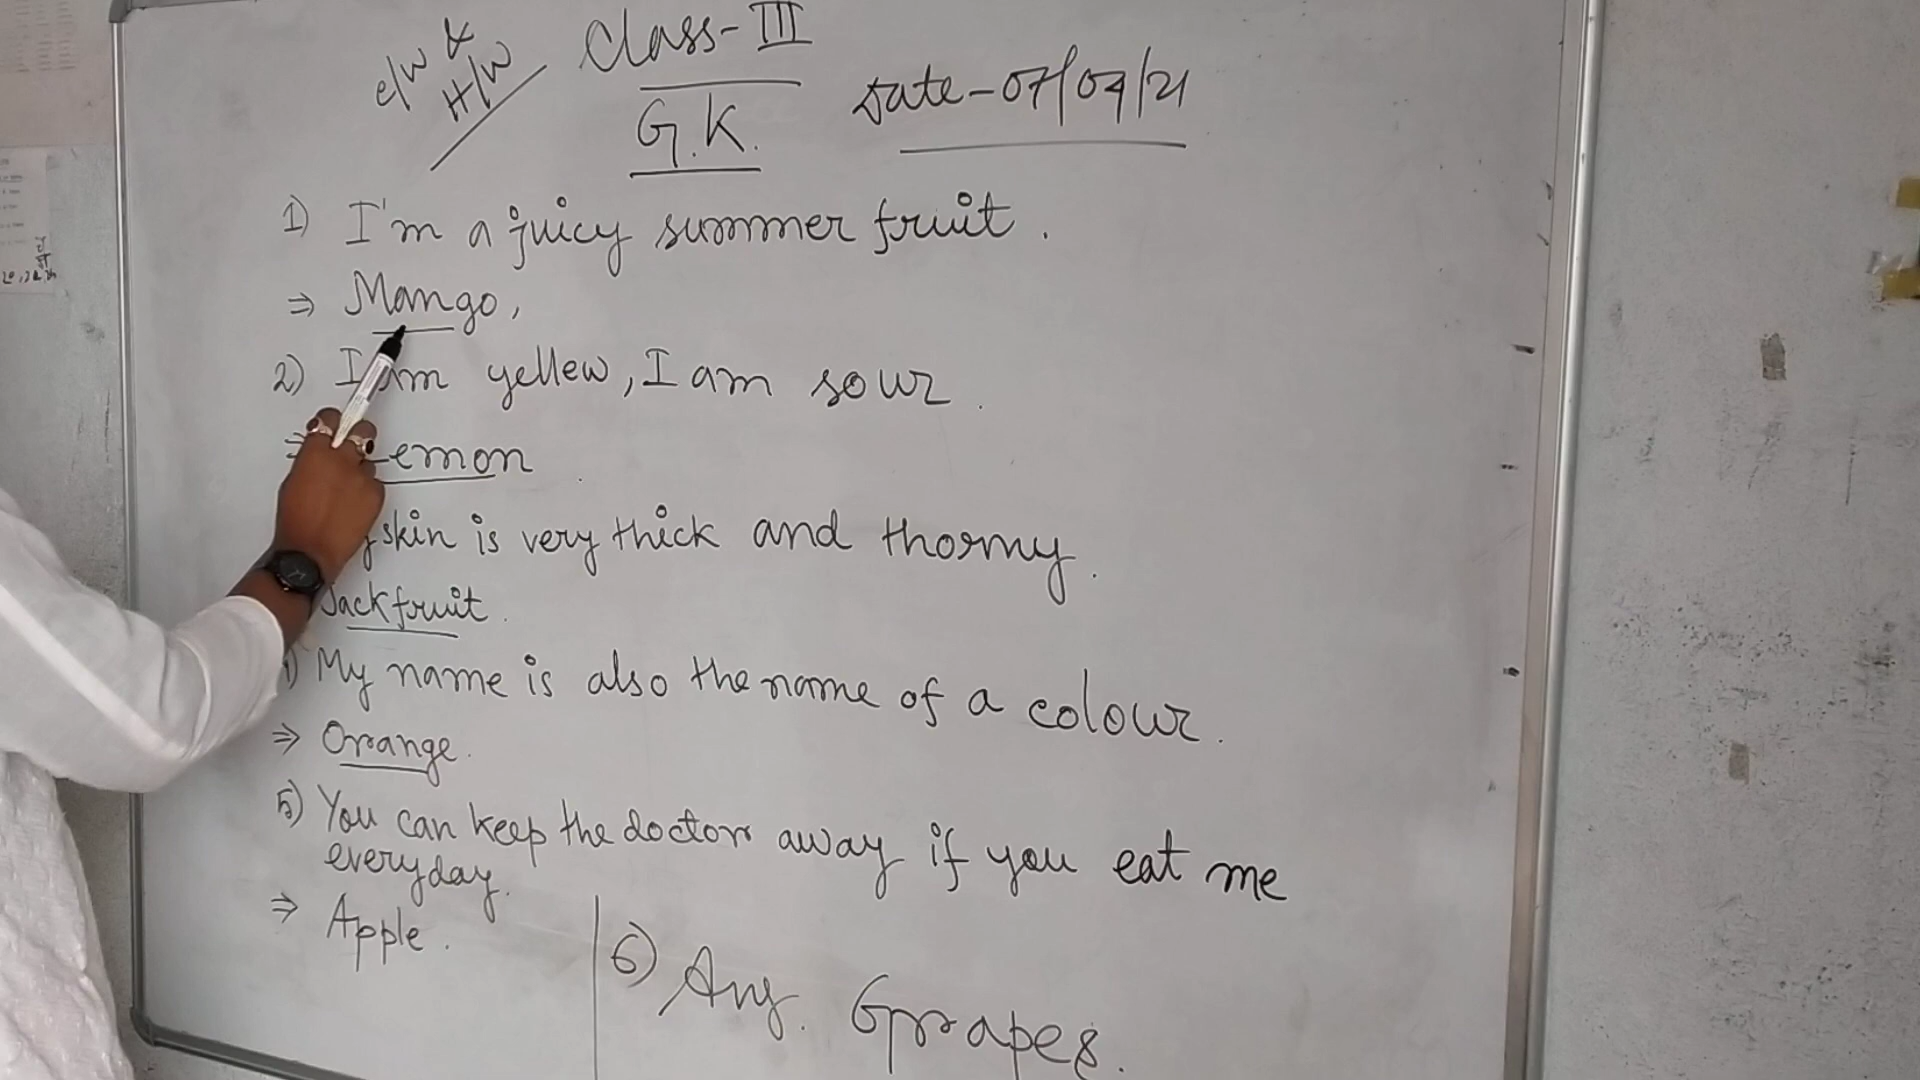 C/W & H/W
Class-III
G.K.
Date-07/04/21
1) I'm a juicy summer fruit.
⇒ Mango,
2) I am yellew, I am sour.
⇒ Lemon
skin is very thick and thorny.
Jackfruit.
) My name is also the name of a colour.
⇒ Orange.
5) You can keep the doctor away if you eat me
everyday.
⇒ Apple.
6) Ans. Grapes.